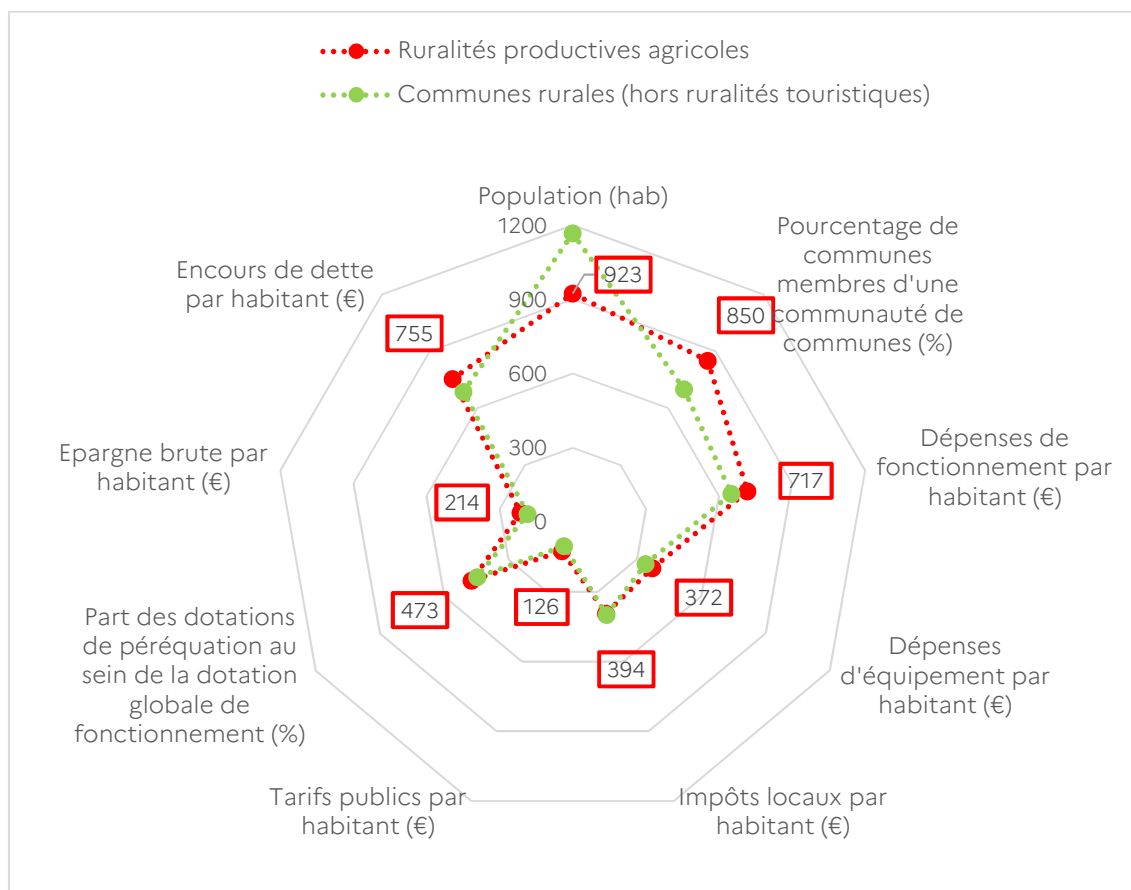 Ruralités productives agricoles
Communes rurales (hors ruralités touristiques)
Population (hab)
1200
900
600
300
0
923
Pourcentage de
communes
membres d'une
communauté de
communes (%)
850
Dépenses de
fonctionnement par
habitant (€)
717
Dépenses
d'équipement par
habitant (€)
372
Impôts locaux par
habitant (€)
394
Tarifs publics par
habitant (€)
126
Part des dotations
de péréquation au
sein de la dotation
globale de
fonctionnement (%)
473
Epargne brute par
habitant (€)
214
Encours de dette
par habitant (€)
755